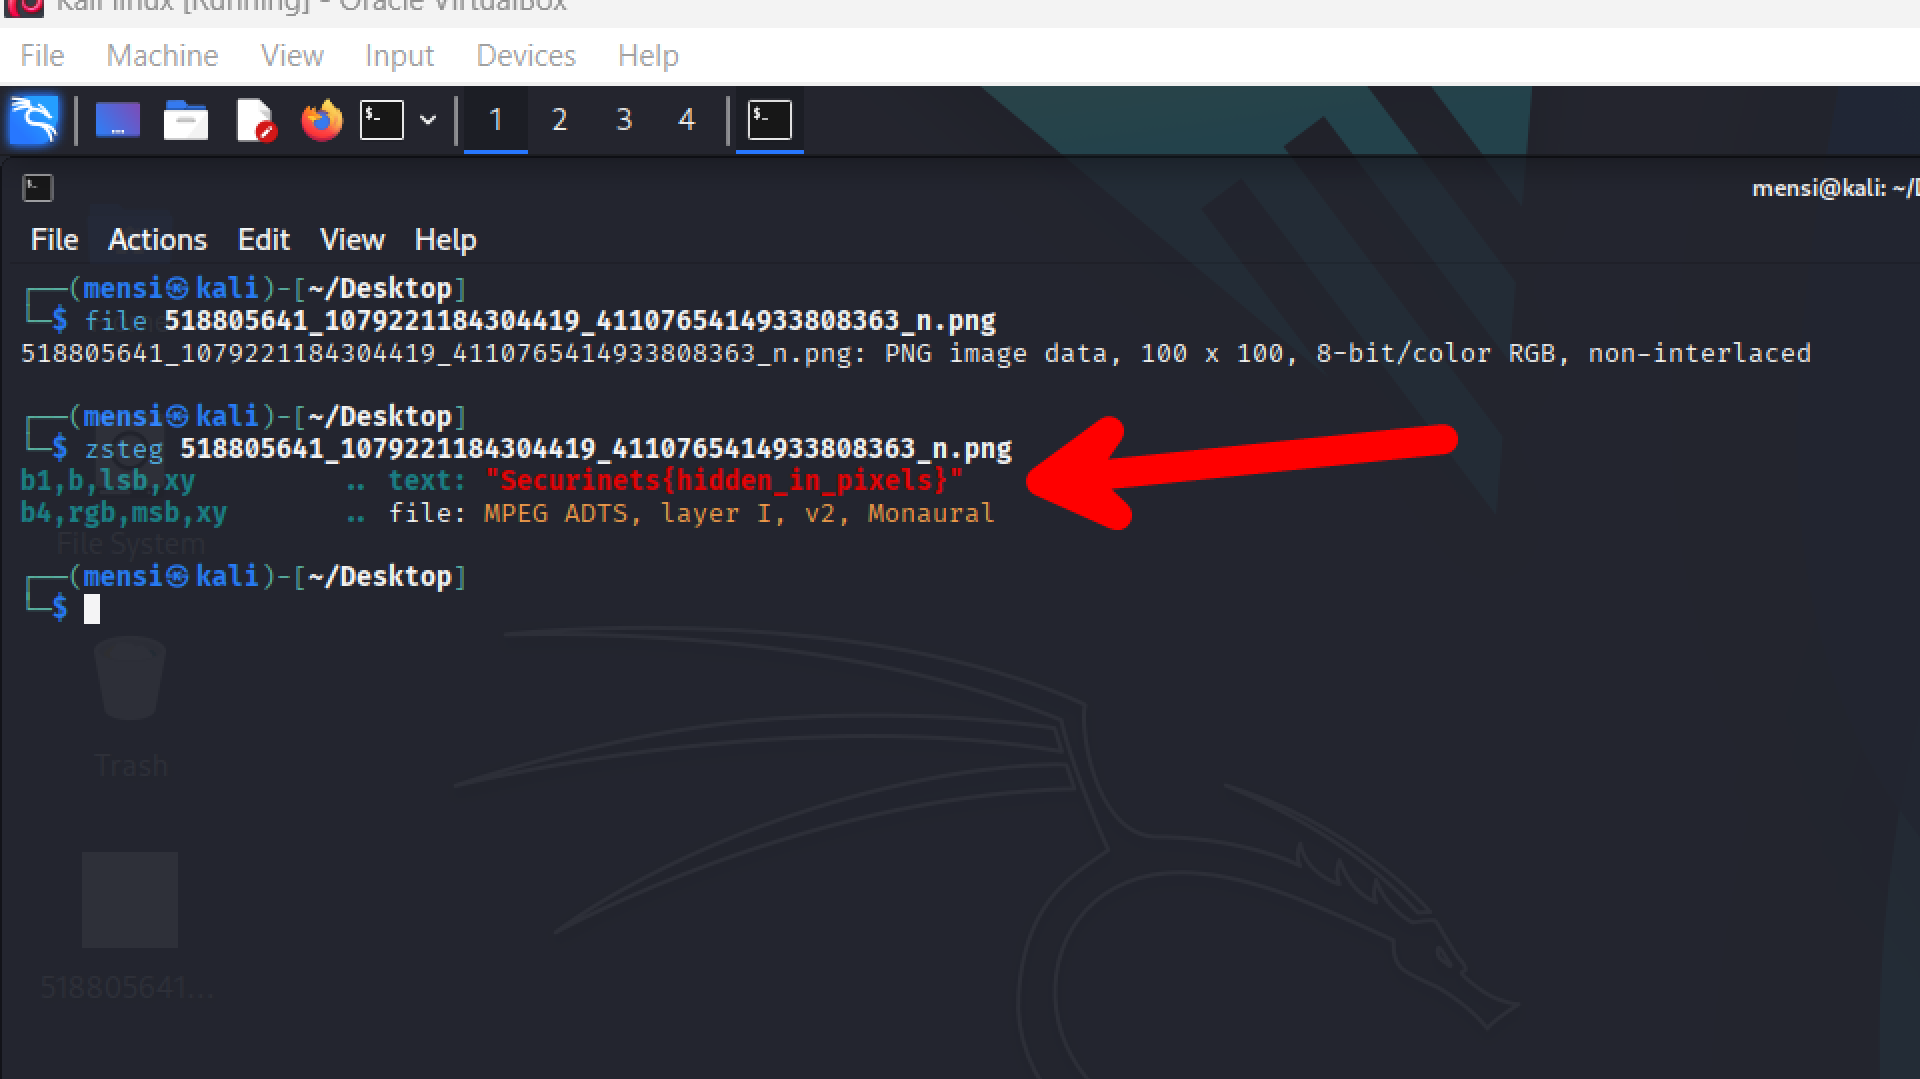 Kali linux [Running] - Oracle VirtualBox
File Machine View Input Devices Help
1 2 3 4
mensi@kali: ~/D
File Actions Edit View Help
┌──(mensi㉿kali)-[~/Desktop]
└─$ file 518805641_1079221184304419_4110765414933808363_n.png
518805641_1079221184304419_4110765414933808363_n.png: PNG image data, 100 x 100, 8-bit/color RGB, non-interlaced
┌──(mensi㉿kali)-[~/Desktop]
└─$ zsteg 518805641_1079221184304419_4110765414933808363_n.png
b1,b,lsb,xy .. text: "Securinets{hidden_in_pixels}"
b4,rgb,msb,xy .. file: MPEG ADTS, layer I, v2, Monaural
File System
┌──(mensi㉿kali)-[~/Desktop]
└─$
Trash
518805641...